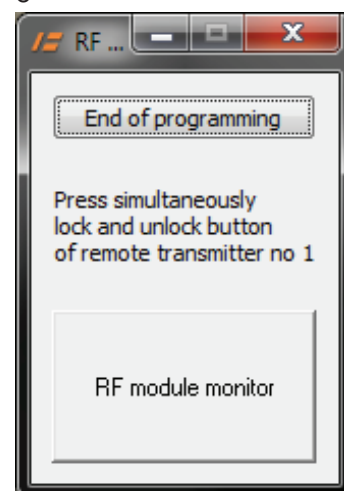 RF ...
End of programming
Press simultaneously
lock and unlock button
of remote transmitter no 1
RF module monitor